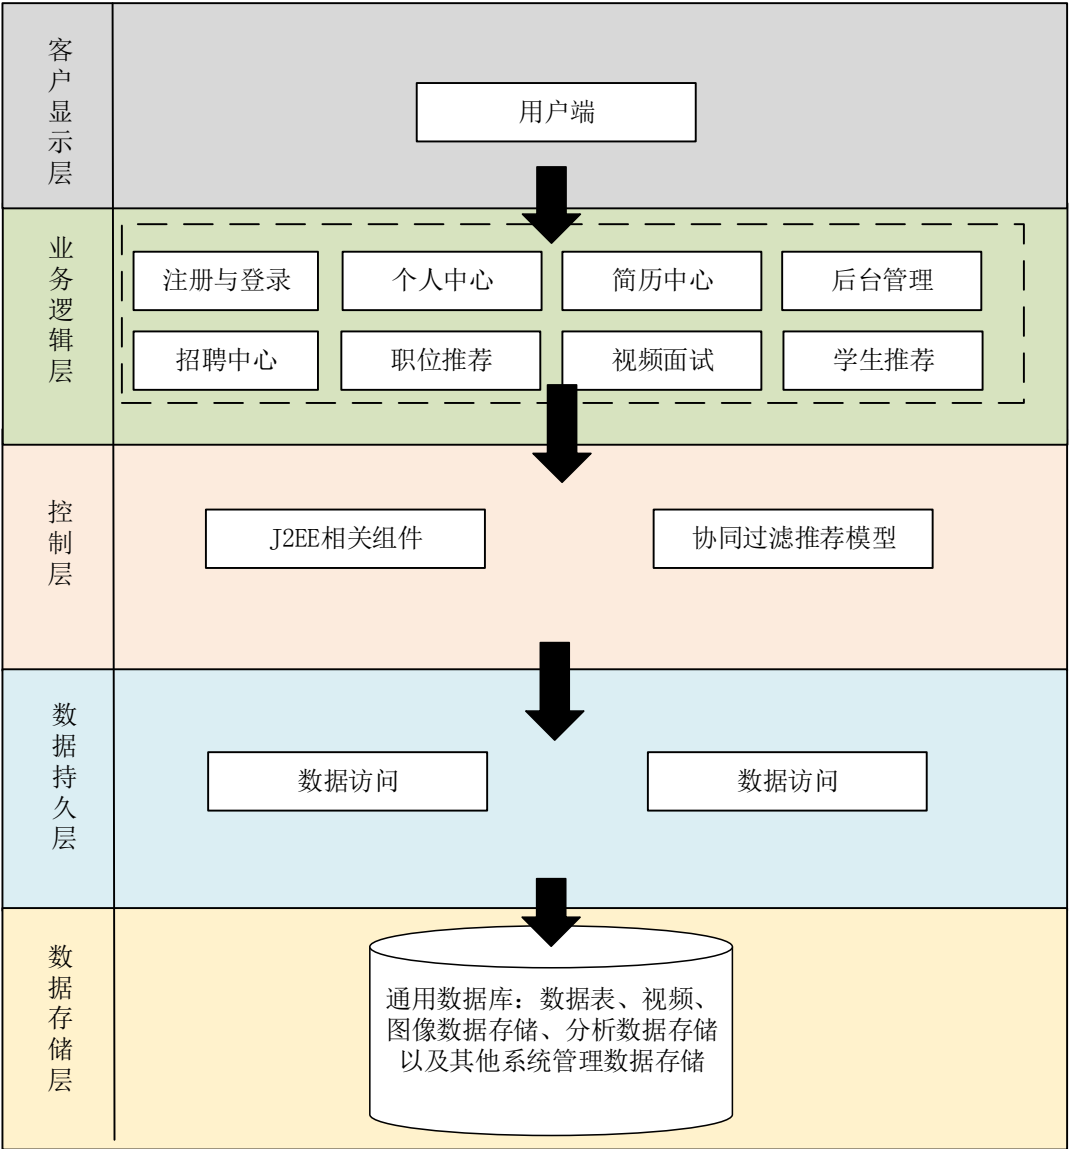 客户显示层
用户端
业务逻辑层
注册与登录
个人中心
简历中心
后台管理
招聘中心
职位推荐
视频面试
学生推荐
控制层
J2EE相关组件
协同过滤推荐模型
数据持久层
数据访问
数据访问
数据存储层
通用数据库：数据表、视频、
图像数据存储、分析数据存储
以及其他系统管理数据存储